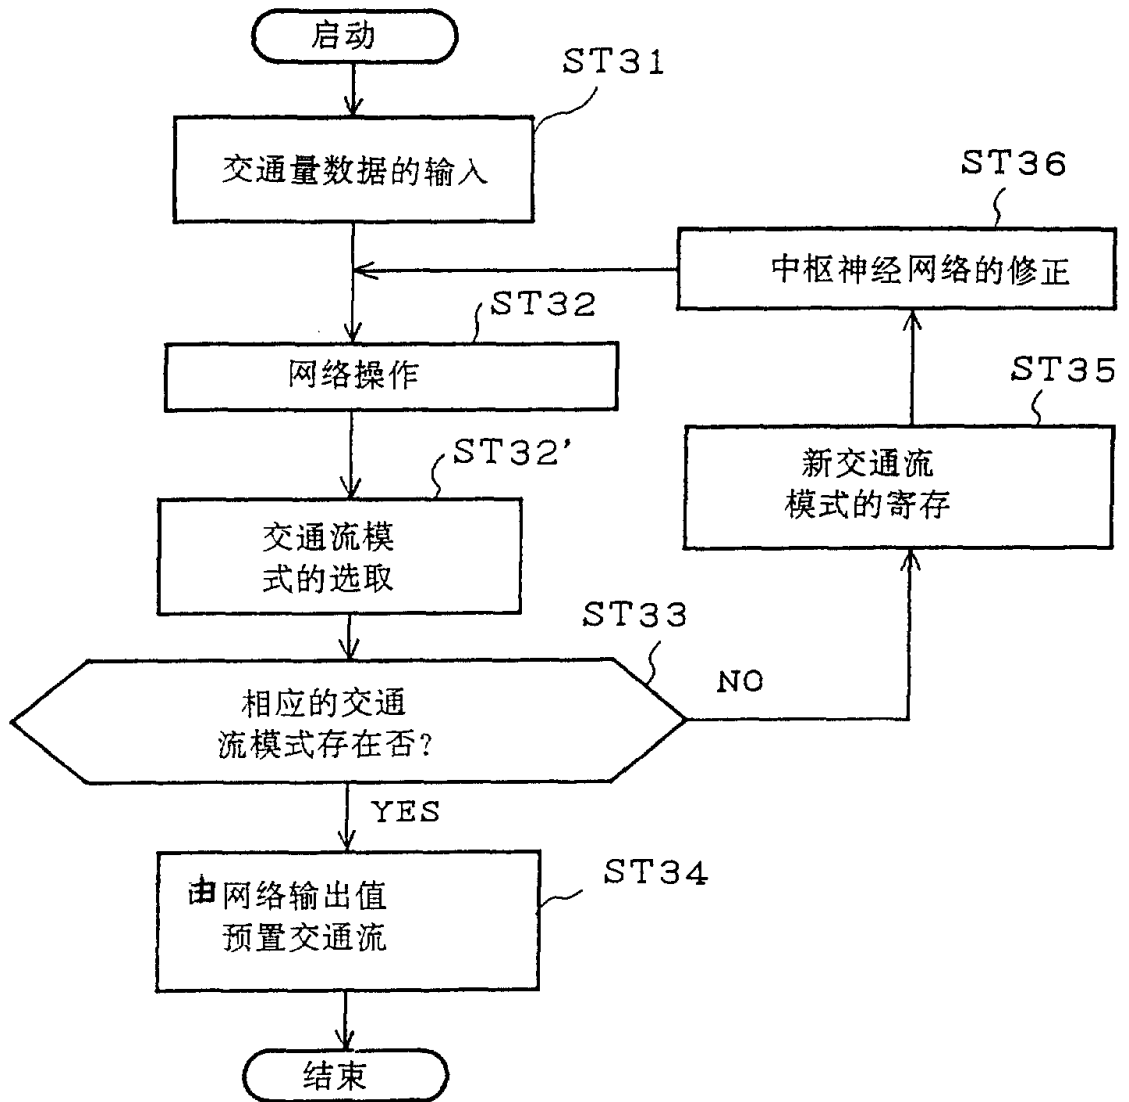 启动
ST31
交通量数据的输入
ST36
中枢神经网络的修正
ST32
网络操作
ST35
新交通流
模式的寄存
ST32'
交通流模
式的选取
ST33
NO
相应的交通
流模式存在否?
YES
ST34
由网络输出值
预置交通流
结束